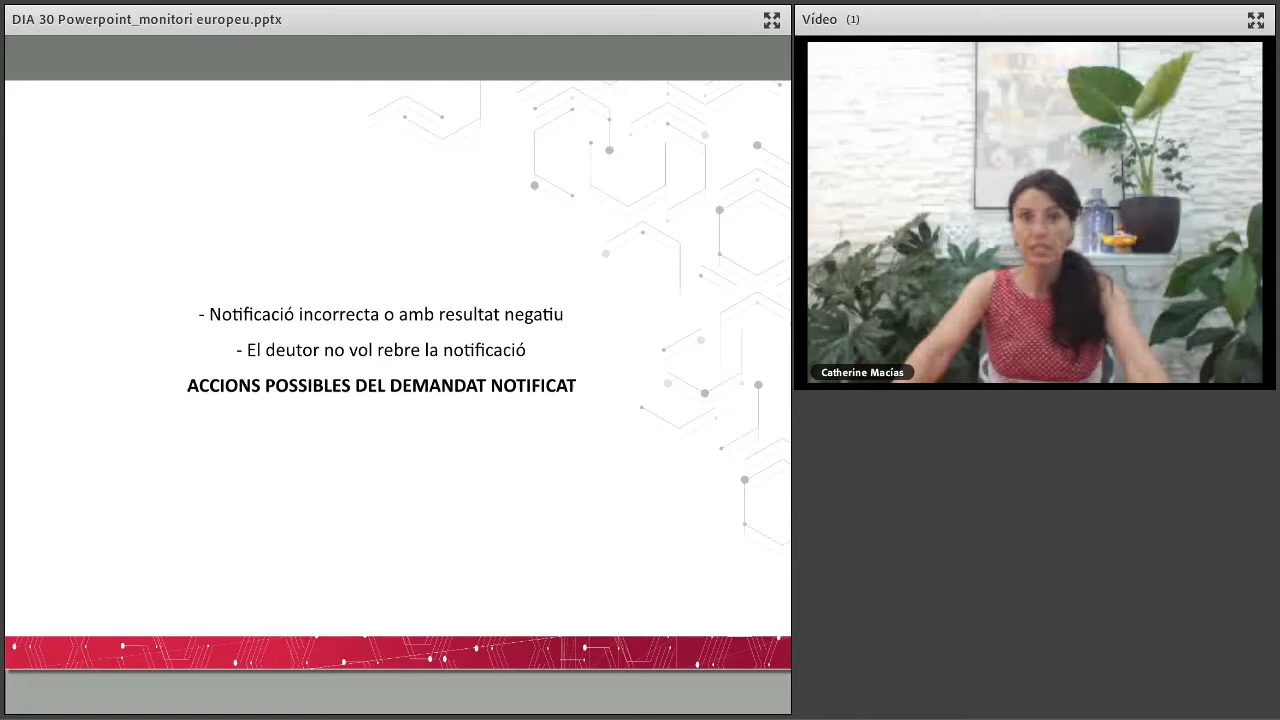 DIA 30 Powerpoint_monitori europeu.pptx
Vídeo (1)
- Notificació incorrecta o amb resultat negatiu
- El deutor no vol rebre la notificació
ACCIONS POSSIBLES DEL DEMANDAT NOTIFICAT
Catherine Macías